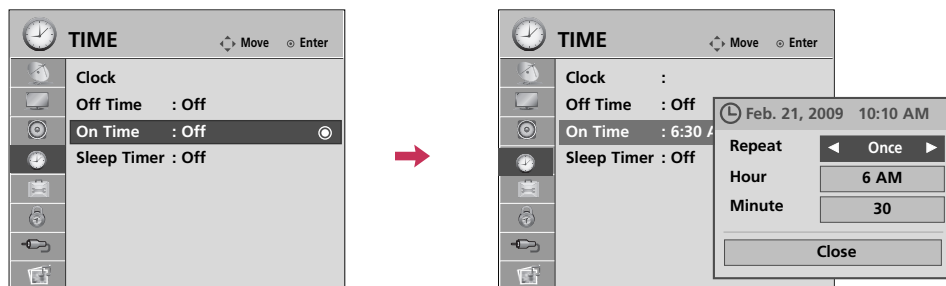 TIME Move Enter
Clock
Off Time : Off
On Time : Off
Sleep Timer : Off
TIME Move Enter
Clock :
Off Time : Off
On Time : 6:30 A
Sleep Timer : Off
Feb. 21, 2009 10:10 AM
Repeat ◀ Once ▶
Hour 6 AM
Minute 30
Close